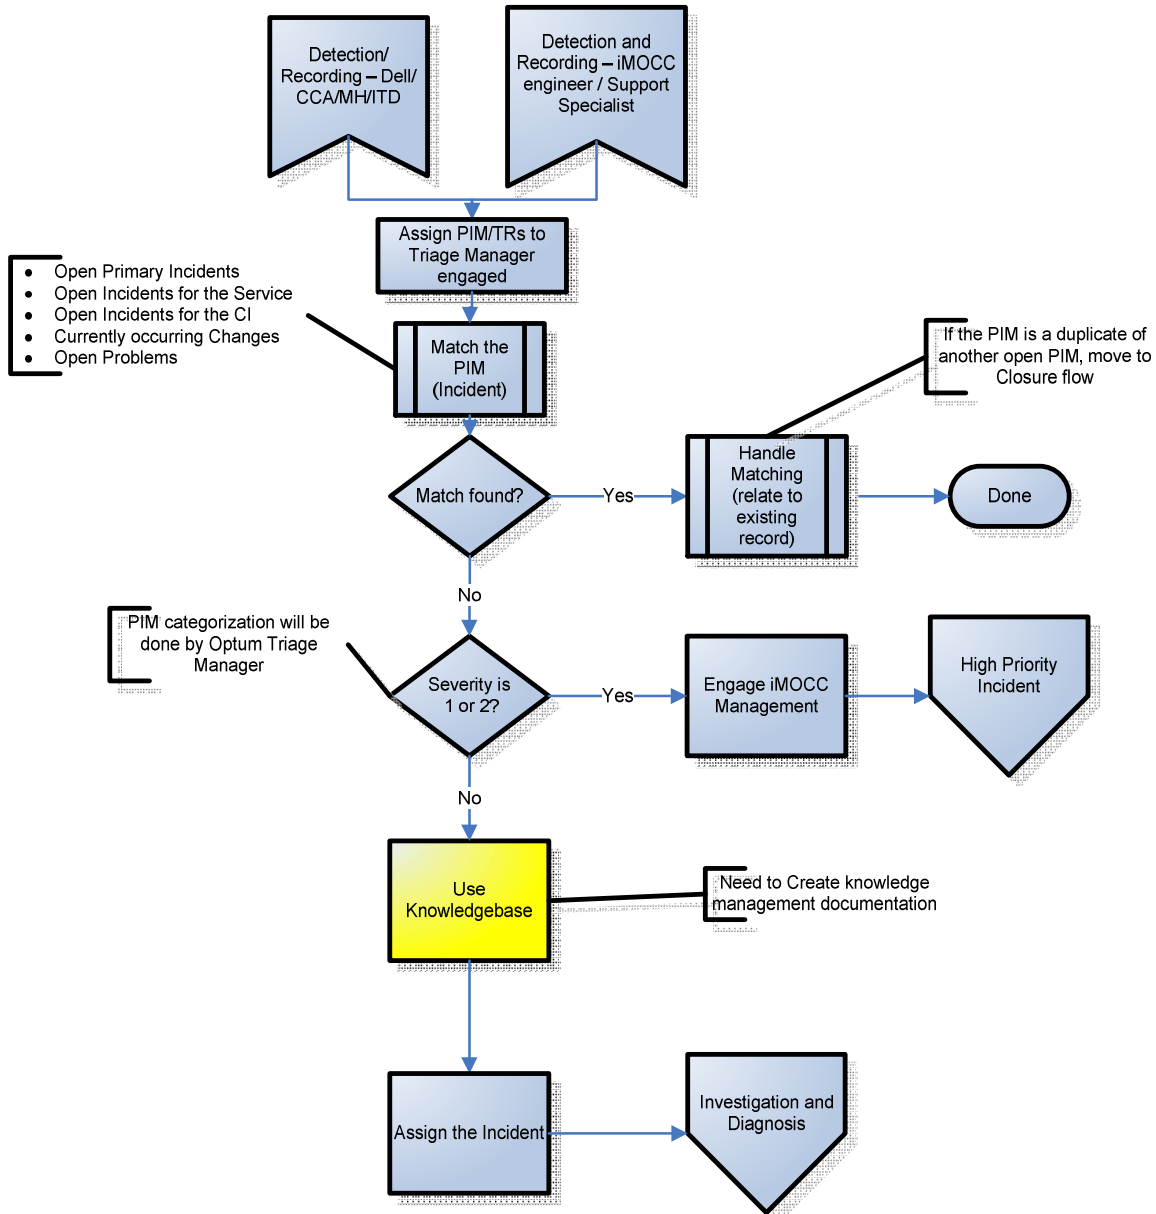 Detection/
Recording – Dell/
CCA/MH/ITD
Detection and
Recording – iMOCC
engineer / Support
Specialist
Assign PIM/TRs to
Triage Manager
engaged
• Open Primary Incidents
• Open Incidents for the Service
• Open Incidents for the CI
• Currently occurring Changes
• Open Problems
Match the
PIM
(Incident)
If the PIM is a duplicate of
another open PIM, move to
Closure flow
Match found?
Yes
Handle
Matching
(relate to
existing
record)
Done
No
PIM categorization will be
done by Optum Triage
Manager
Severity is
1 or 2?
Yes
Engage iMOCC
Management
High Priority
Incident
No
Use
Knowledgebase
Need to Create knowledge
management documentation
Assign the Incident
Investigation and
Diagnosis